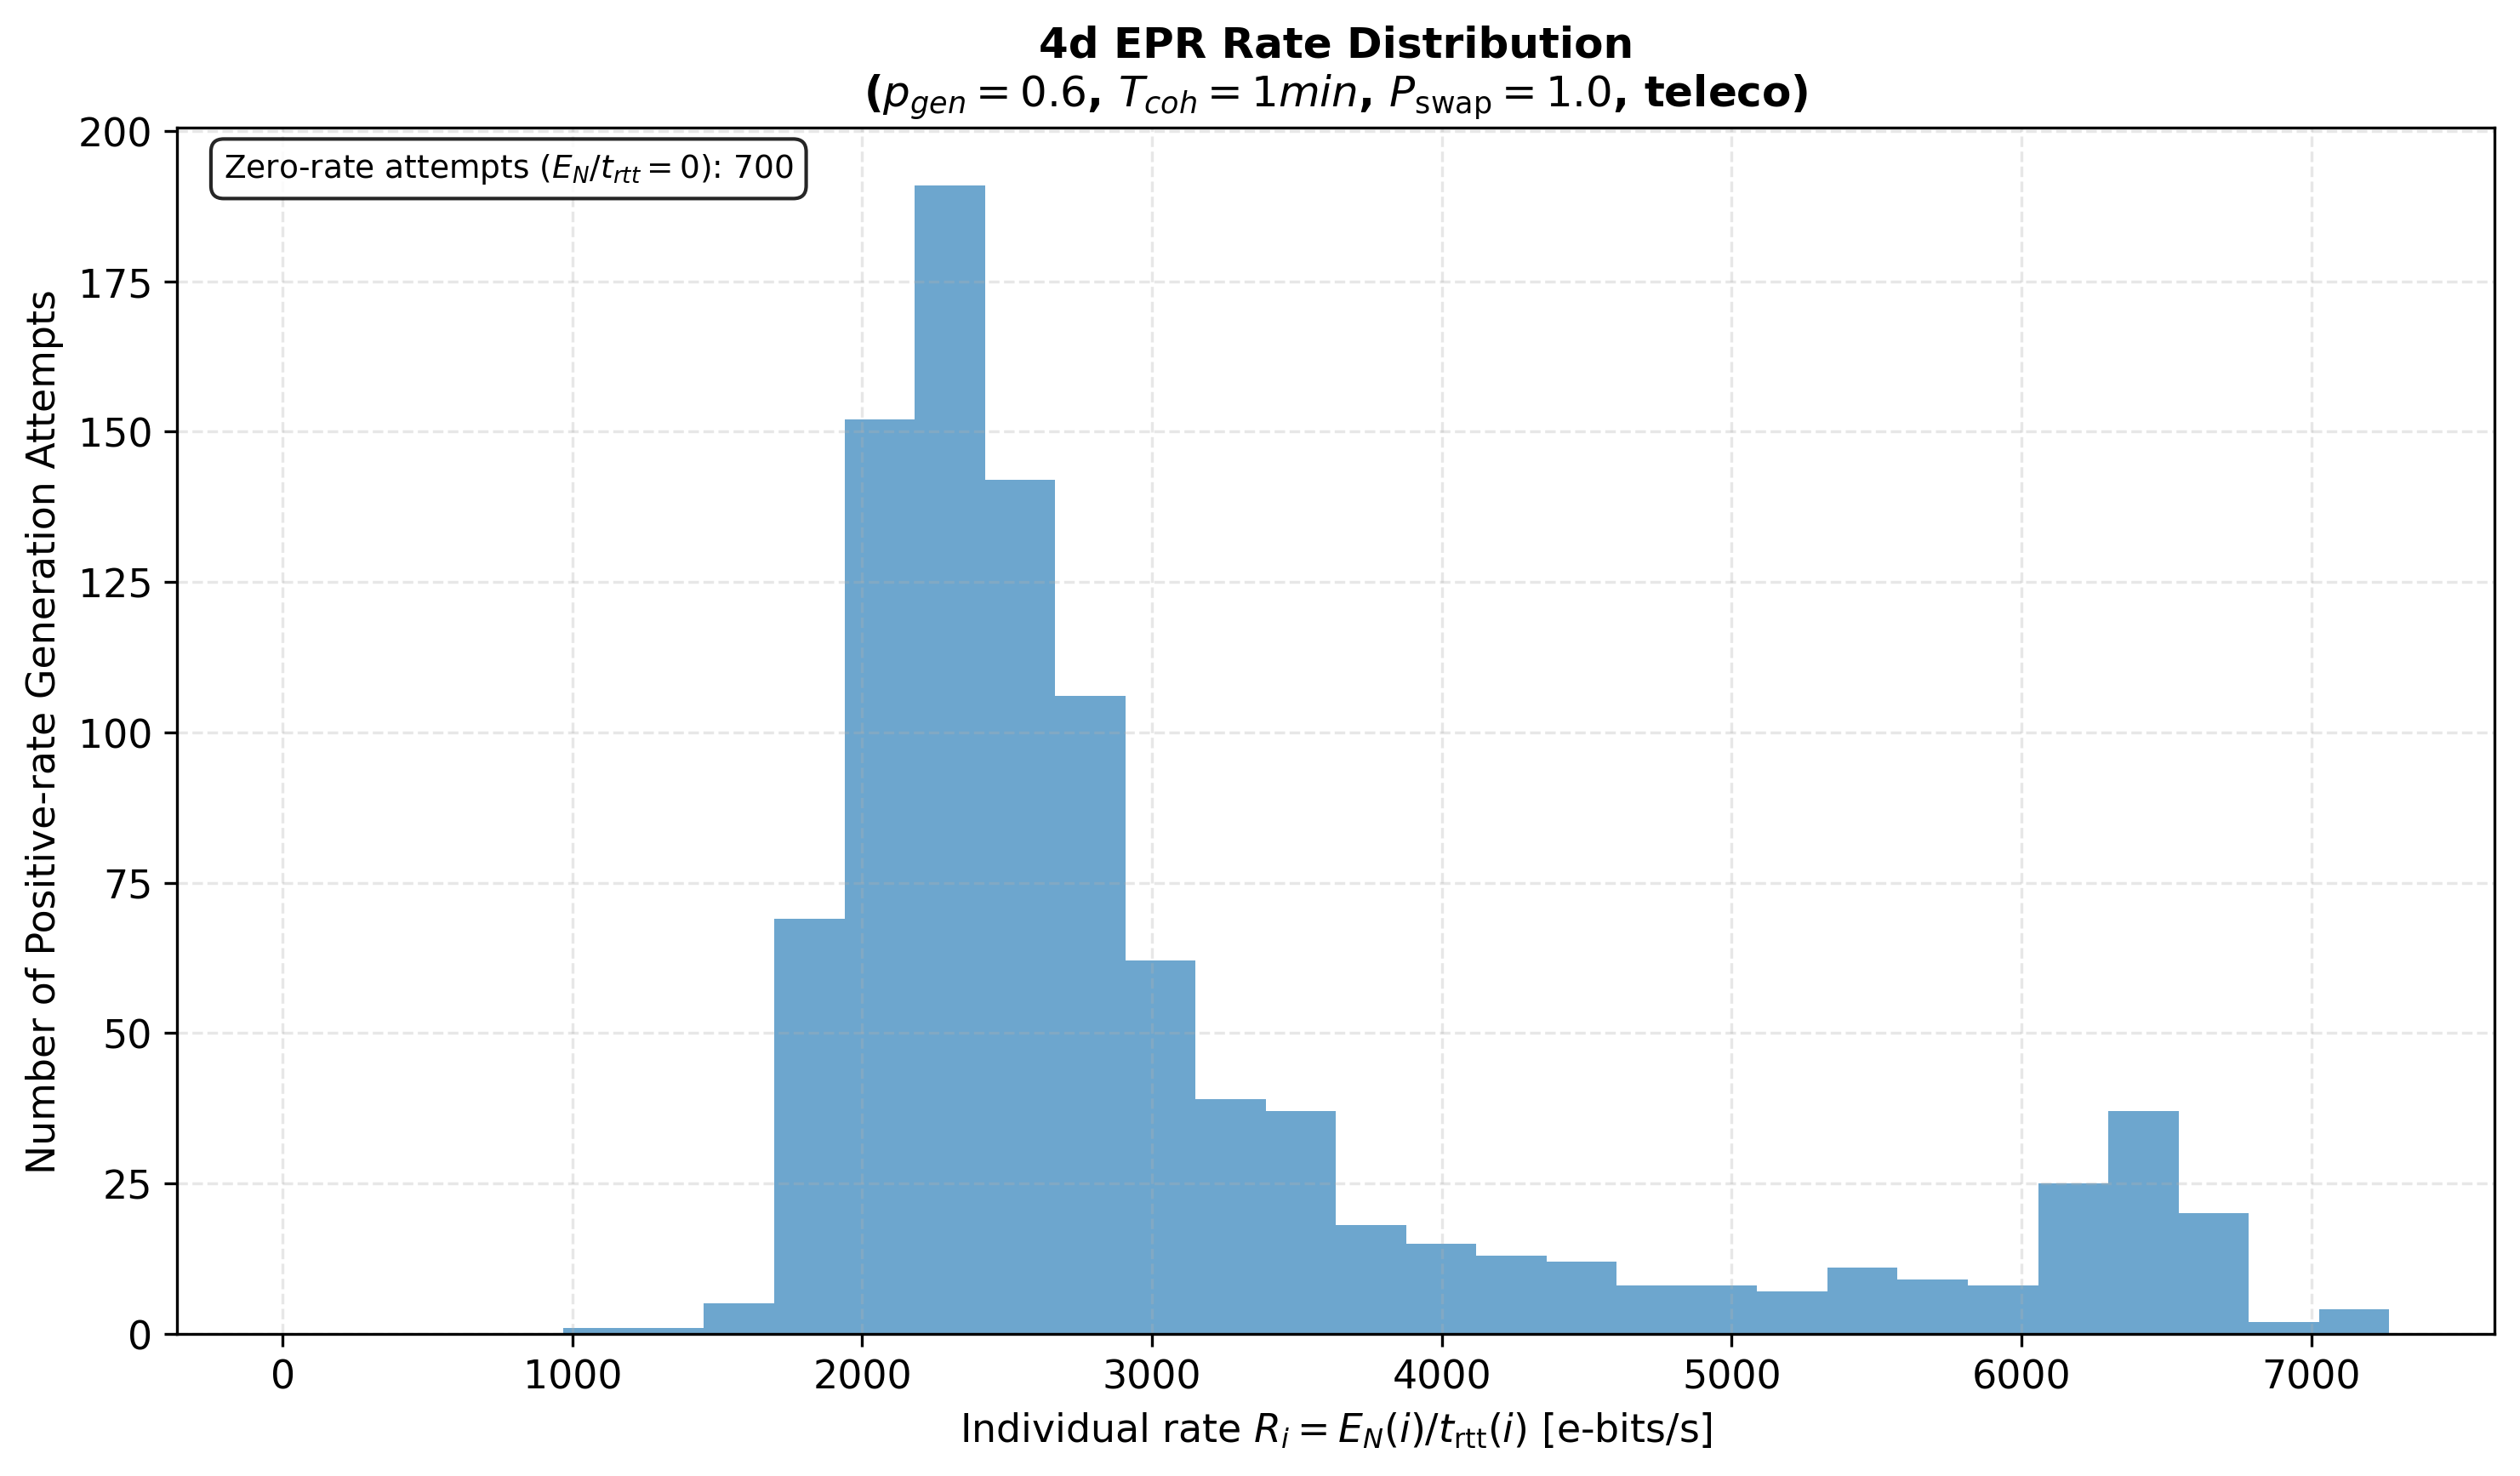 4d EPR Rate Distribution
(p_gen = 0.6, T_coh = 1min, P_swap = 1.0, teleco)
Zero-rate attempts (E_N/t_rtt = 0): 700
Number of Positive-rate Generation Attempts
200
175
150
125
100
75
50
25
0
0 1000 2000 3000 4000 5000 6000 7000
Individual rate R_i = E_N(i)/t_rtt(i) [e-bits/s]